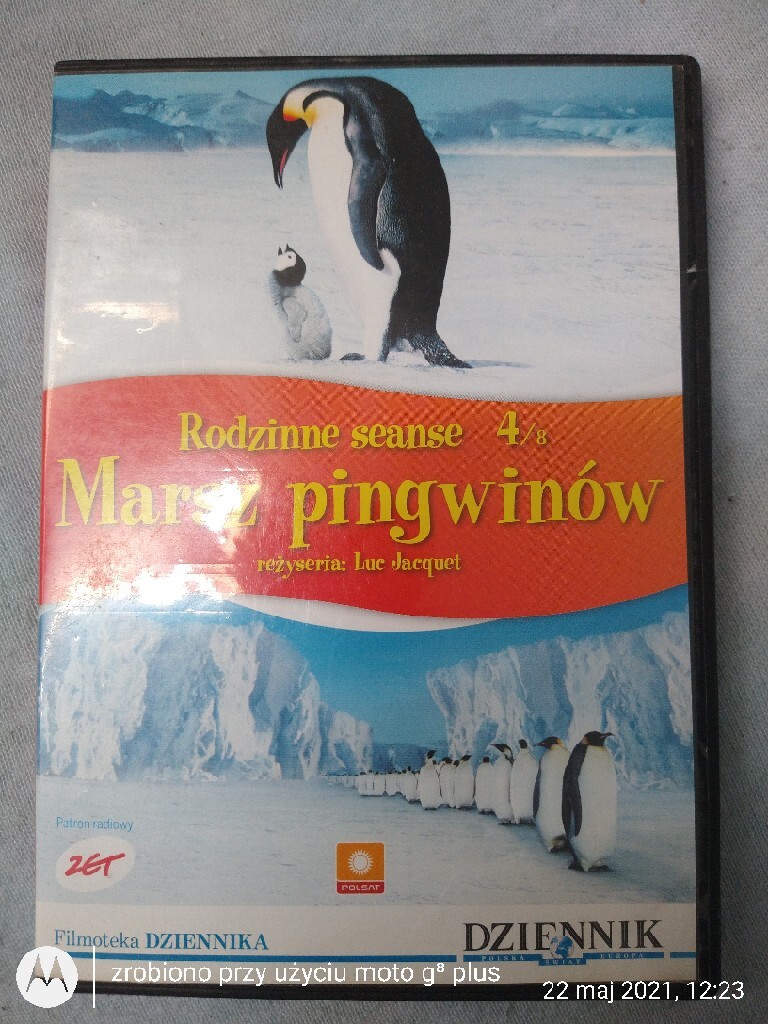 Rodzinne seanse 4/8
Marsz pingwinów
reżyseria: Luc Jacquet
Patron radiowy
ZET
POLSAT
Filmoteka DZIENNIKA
DZIENNIK
POLSKA ŚWIAT EUROPA
zrobiono przy użyciu moto g⁸ plus
22 maj 2021, 12:23